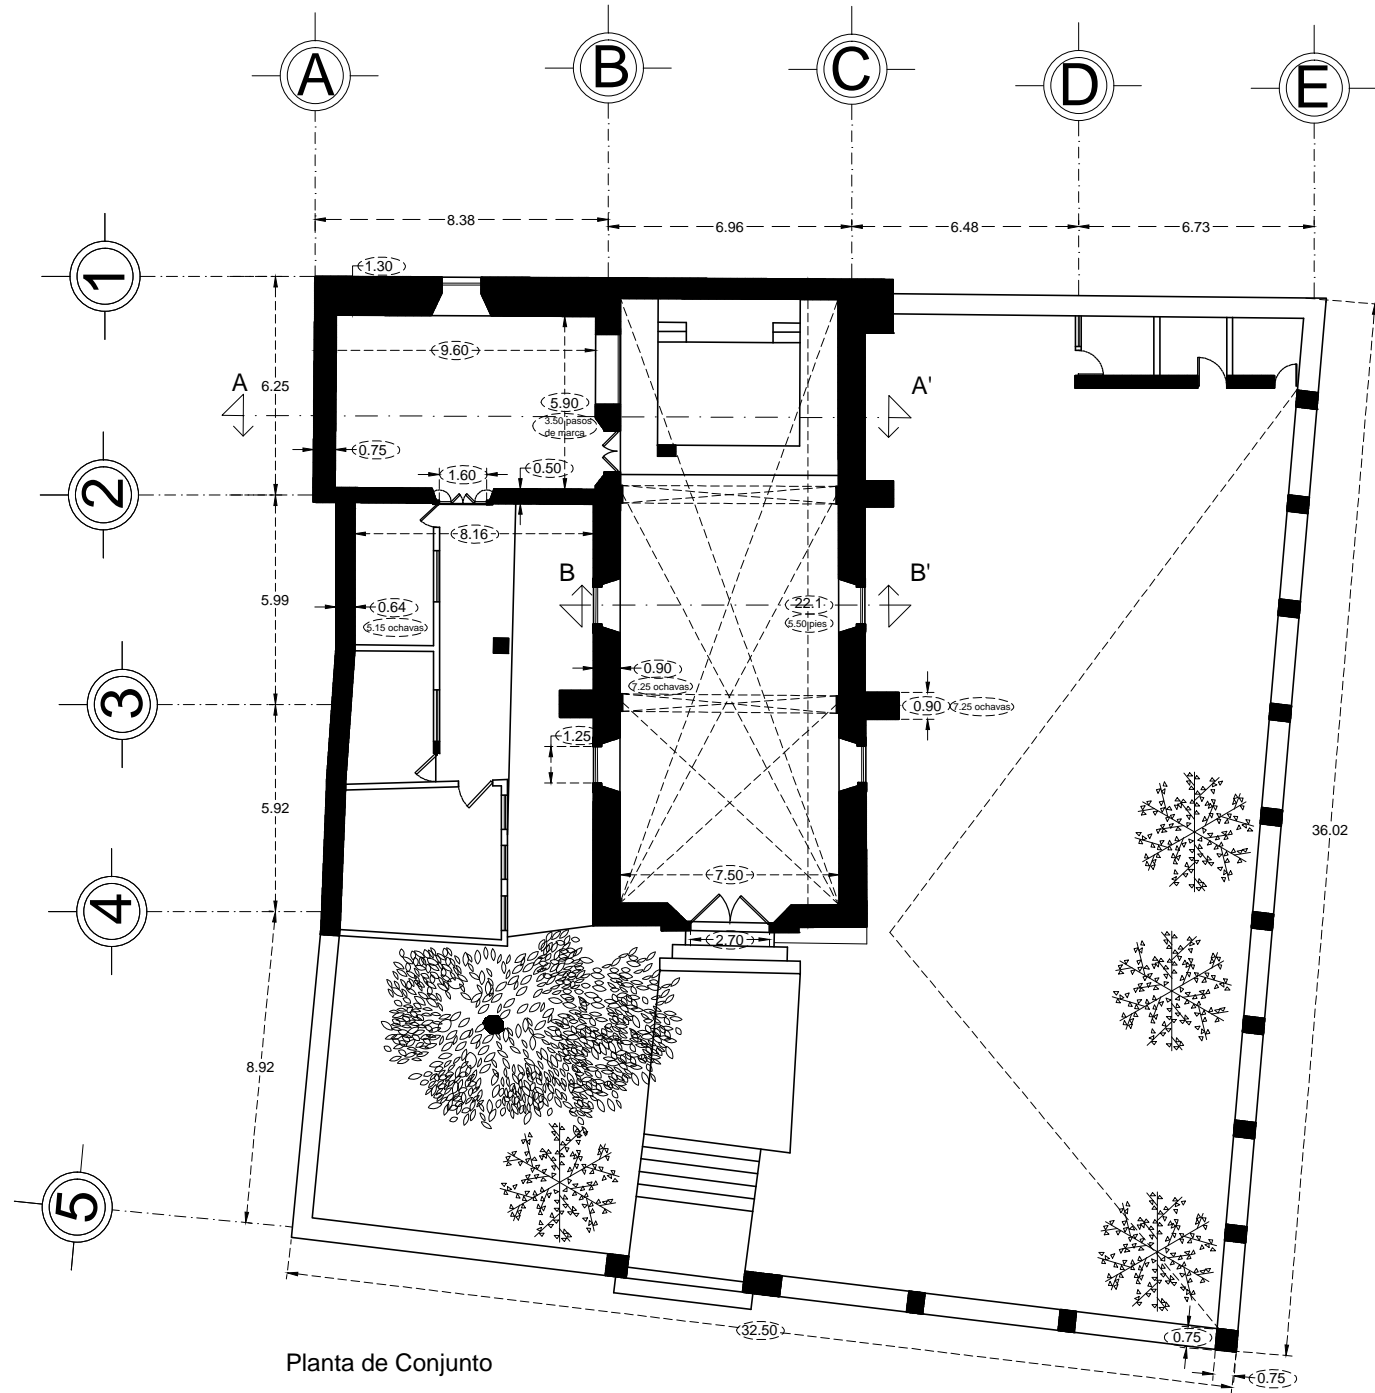 A B C D E
8.38 6.96 6.48 6.73
1
1.30
9.60
A 6.25 A'
5.90
3.50 pasos
de marca
0.75
1.60 0.50
2
8.16
B B'
5.99
0.64
5.15 ochavas
22.1
5.50 pies
0.90
7.25 ochavas
3
0.90 7.25 ochavas
1.25
5.92
36.02
7.50
4
2.70
8.92
5
32.50
0.75
0.75
Planta de Conjunto